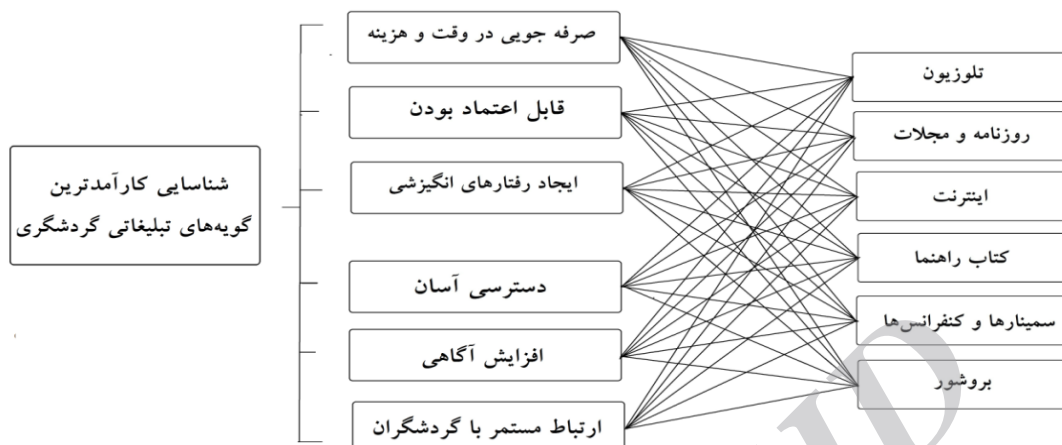 شناسایی کارآمدترین
گویه‌های تبلیغاتی گردشگری
صرفه جویی در وقت و هزینه
قابل اعتماد بودن
ایجاد رفتارهای انگیزشی
دسترسی آسان
افزایش آگاهی
ارتباط مستمر با گردشگران
تلوزیون
روزنامه و مجلات
اینترنت
کتاب راهنما
سمینارها و کنفرانس‌ها
بروشور